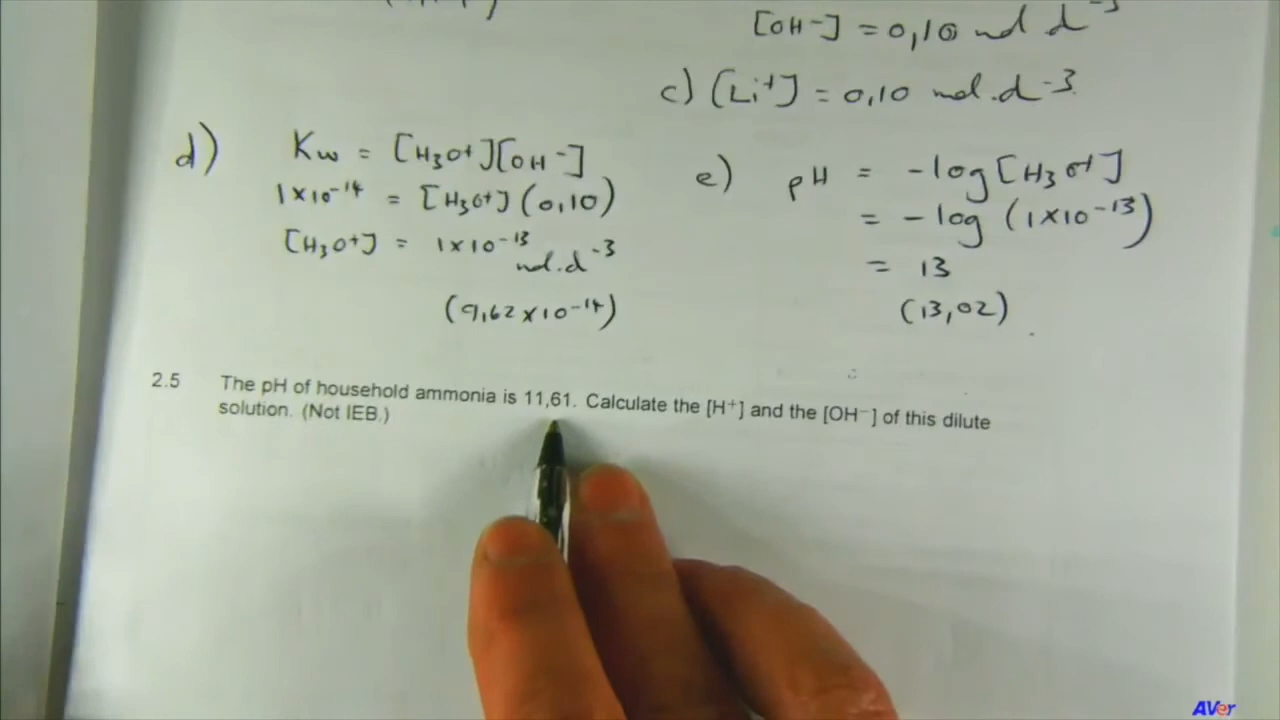 [OH-] = 0,10 mol d-3
c) [Li+] = 0,10 mol.d-3
d) Kw = [H3O+][OH-]
1×10-14 = [H3O+](0,10)
[H3O+] = 1×10-13
mol.d-3
(9,62×10-14)
e) pH = -log[H3O+]
= -log (1×10-13)
= 13
(13,02)
2.5 The pH of household ammonia is 11,61. Calculate the [H+] and the [OH−] of this dilute
solution. (Not IEB.)
AVer